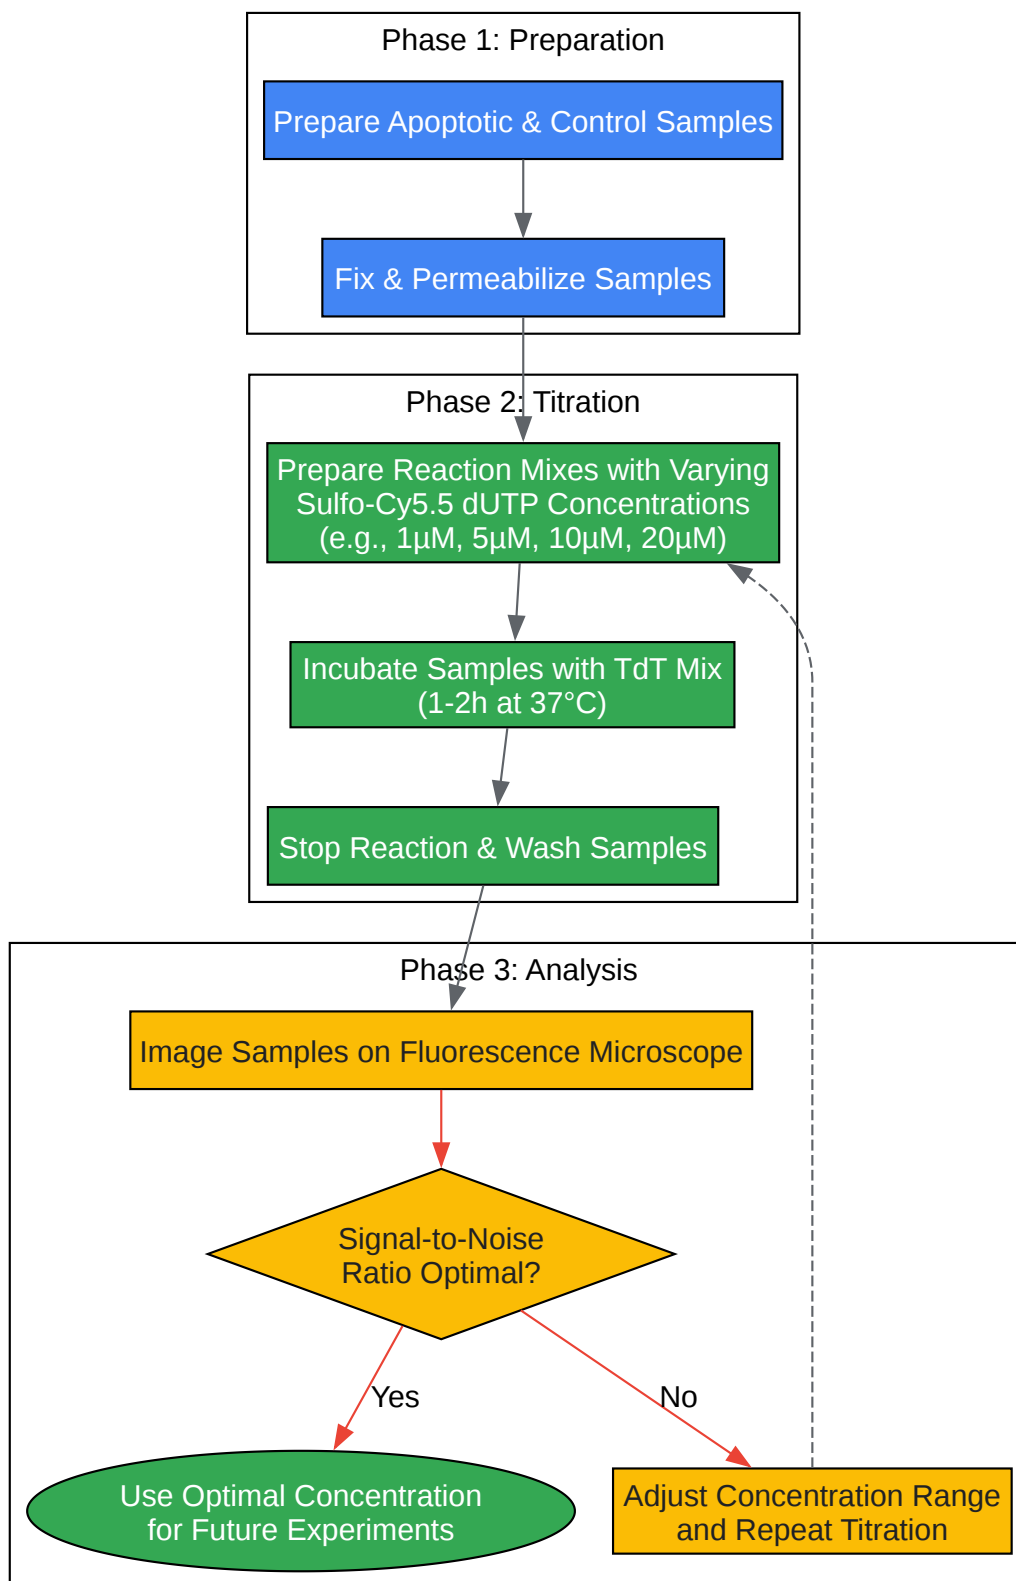 Phase 1: Preparation
Prepare Apoptotic & Control Samples
Fix & Permeabilize Samples
Phase 2: Titration
Prepare Reaction Mixes with Varying
Sulfo-Cy5.5 dUTP Concentrations
(e.g., 1µM, 5µM, 10µM, 20µM)
Incubate Samples with TdT Mix
(1-2h at 37°C)
Stop Reaction & Wash Samples
Phase 3: Analysis
Image Samples on Fluorescence Microscope
Signal-to-Noise
Ratio Optimal?
Yes
No
Use Optimal Concentration
for Future Experiments
Adjust Concentration Range
and Repeat Titration